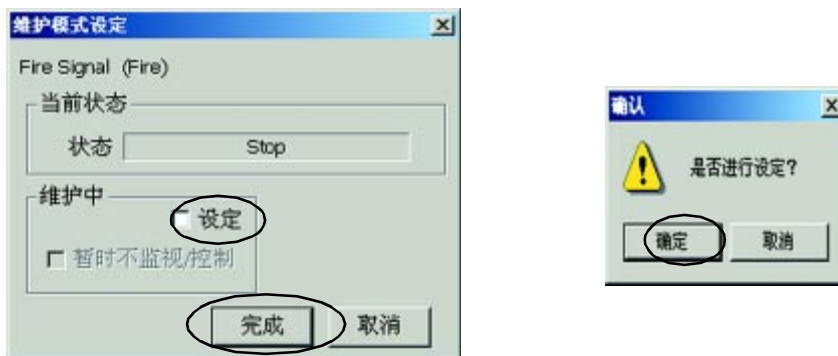 维护模式设定
Fire Signal (Fire)
当前状态
状态 Stop
维护中
设定
暂时不监视/控制
完成 取消
确认
是否进行设定?
确定 取消